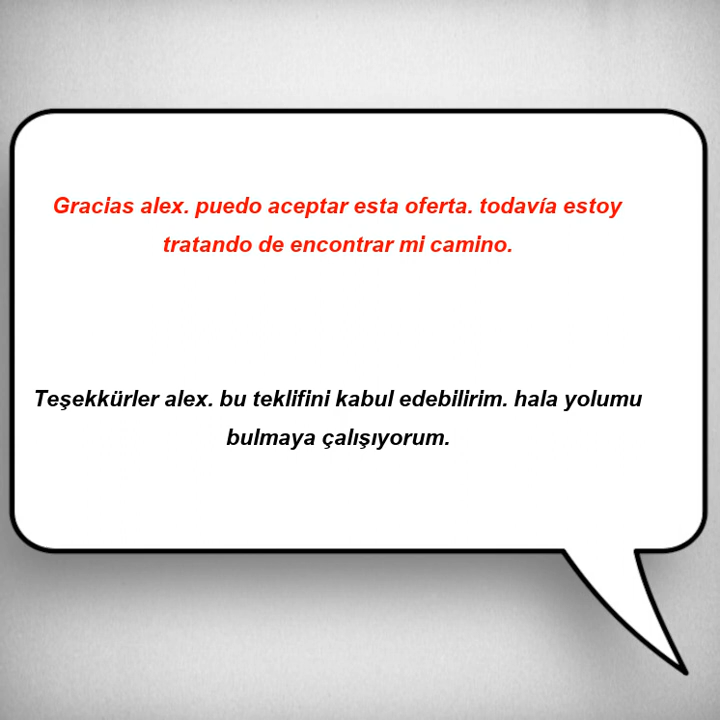 Gracias alex. puedo aceptar esta oferta. todavía estoy
tratando de encontrar mi camino.
Teşekkürler alex. bu teklifini kabul edebilirim. hala yolumu
bulmaya çalışıyorum.